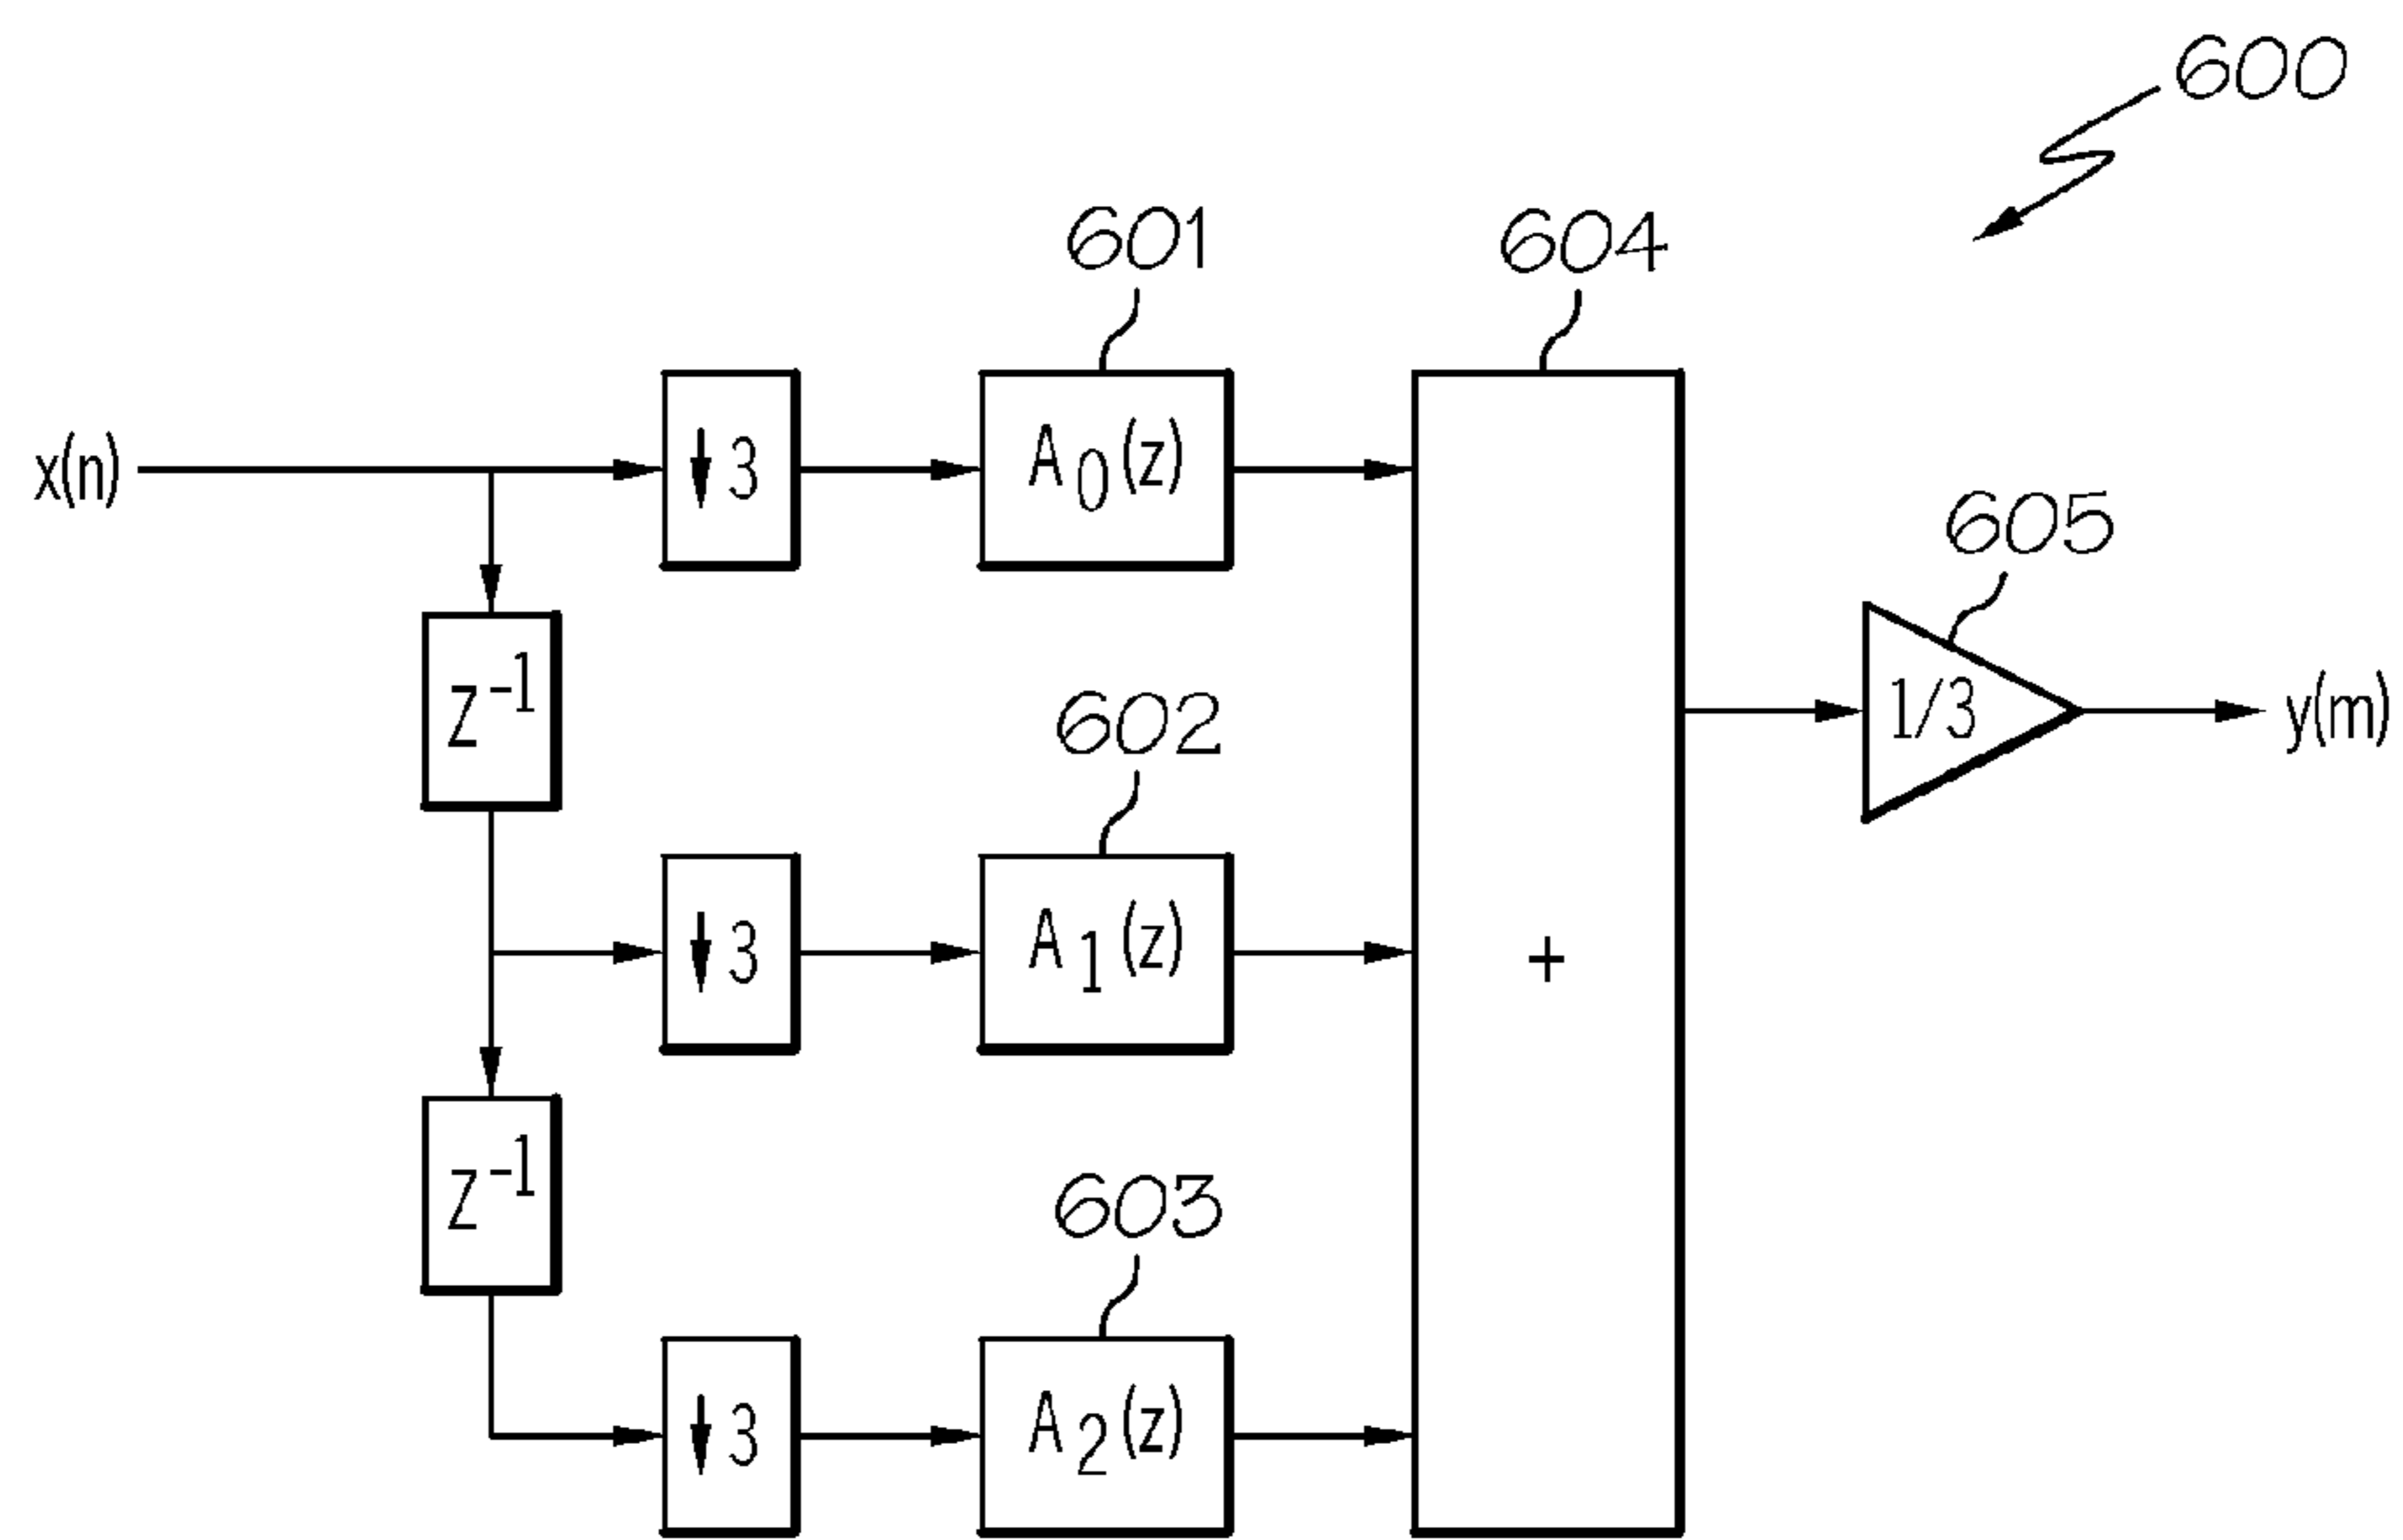 600
601
604
x(n)
↓3
A₀(z)
605
Z⁻¹
602
1/3
y(m)
↓3
A₁(z)
+
Z⁻¹
603
↓3
A₂(z)